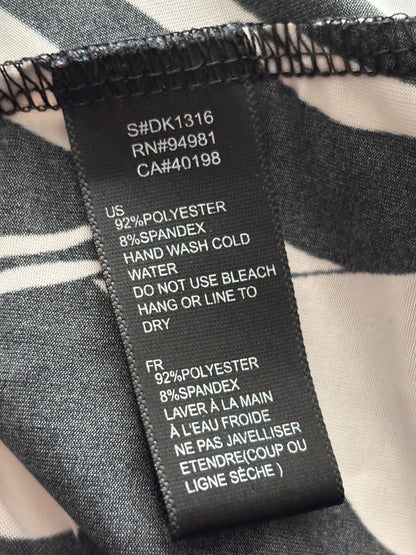 S#DK1316
RN#94981
CA#40198
US
92%POLYESTER
8%SPANDEX
HAND WASH COLD
WATER
DO NOT USE BLEACH
HANG OR LINE TO
DRY
FR
92%POLYESTER
8%SPANDEX
LAVER À LA MAIN
À L'EAU FROIDE
NE PAS JAVELLISER
ETENDRE(COUP OU
LIGNE SÈCHE )